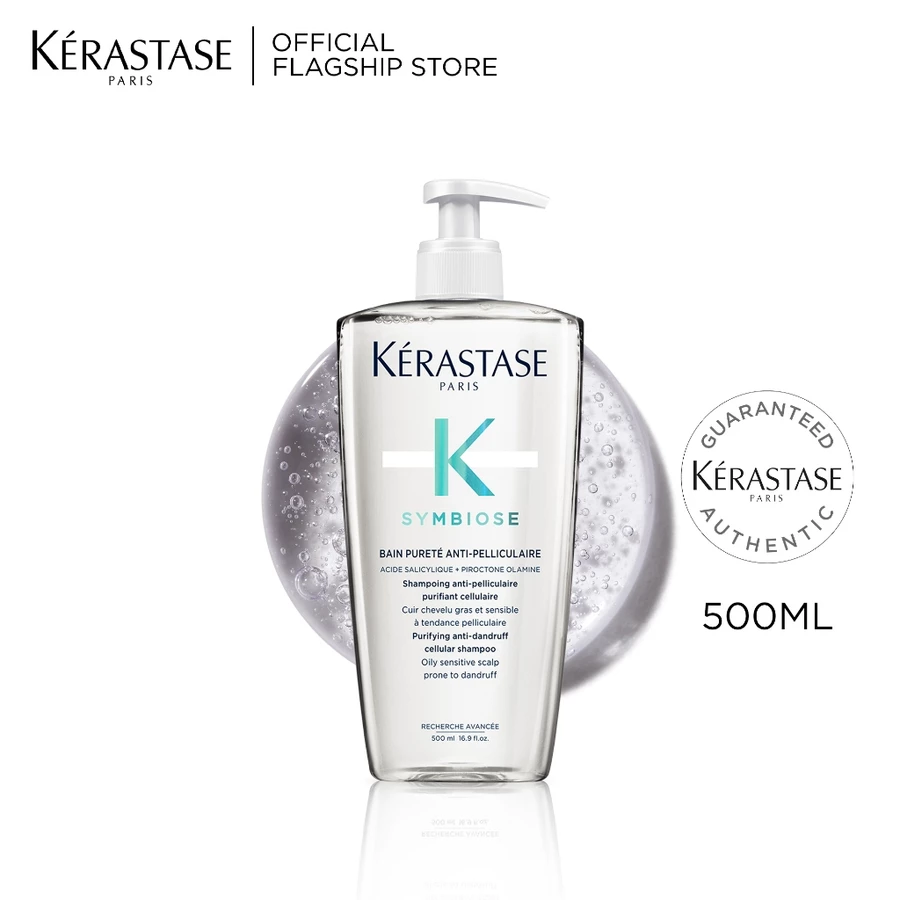 KÉRASTASE
PARIS
OFFICIAL
FLAGSHIP STORE
KÉRASTASE
PARIS
K
SYMBIOSE
BAIN PURETÉ ANTI-PELLICULAIRE
ACIDE SALICYLIQUE + PIROCTONE OLAMINE
Shampoing anti-pelliculaire
purifiant cellulaire
Cuir chevelu gras et sensible
à tendance pelliculaire
Purifying anti-dandruff
cellular shampoo
Oily sensitive scalp
prone to dandruff
RECHERCHE AVANCÉE
500 ml 16.9 fl.oz.
GUARANTEED
KÉRASTASE
PARIS
AUTHENTIC
500ML